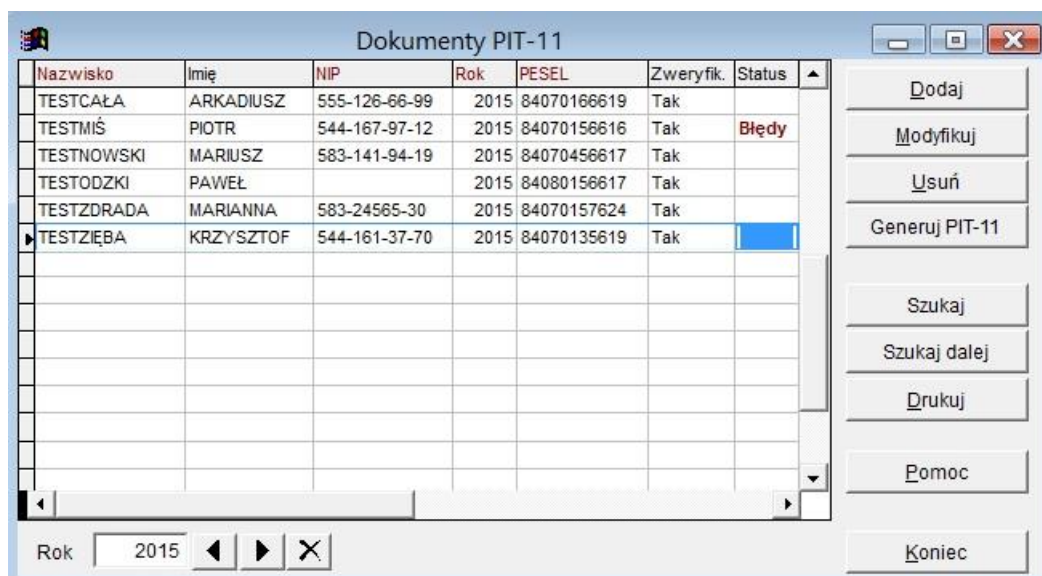 Dokumenty PIT-11
Nazwisko Imię NIP Rok PESEL Zweryfik. Status
TESTCAŁA ARKADIUSZ 555-126-66-99 2015 84070166619 Tak
TESTMIŚ PIOTR 544-167-97-12 2015 84070156616 Tak Błędy
TESTNOWSKI MARIUSZ 583-141-94-19 2015 84070456617 Tak
TESTODZKI PAWEŁ 2015 84080156617 Tak
TESTZDRADA MARIANNA 583-24565-30 2015 84070157624 Tak
TESTZIĘBA KRZYSZTOF 544-161-37-70 2015 84070135619 Tak
Dodaj
Modyfikuj
Usuń
Generuj PIT-11
Szukaj
Szukaj dalej
Drukuj
Pomoc
Rok 2015
Koniec